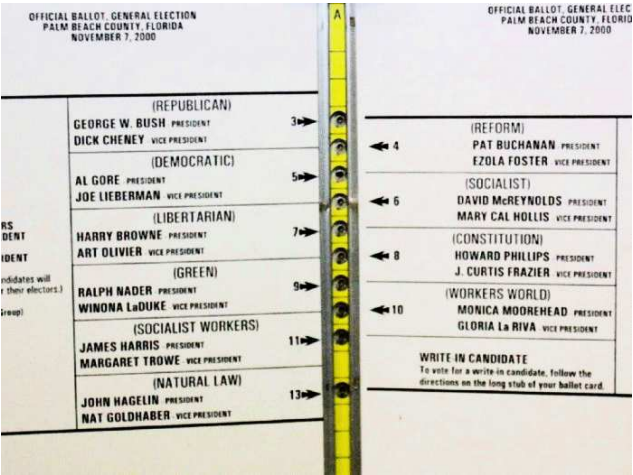 OFFICIAL BALLOT, GENERAL ELECTION
PALM BEACH COUNTY, FLORIDA
NOVEMBER 7, 2000
(REPUBLICAN)
GEORGE W. BUSH PRESIDENT 3
DICK CHENEY VICE PRESIDENT
(DEMOCRATIC)
AL GORE PRESIDENT 5
JOE LIEBERMAN VICE PRESIDENT
(LIBERTARIAN)
HARRY BROWNE PRESIDENT 7
ART OLIVIER VICE PRESIDENT
(GREEN)
RALPH NADER PRESIDENT 9
WINONA LaDUKE VICE PRESIDENT
(SOCIALIST WORKERS)
JAMES HARRIS PRESIDENT 11
MARGARET TROWE VICE PRESIDENT
(NATURAL LAW)
JOHN HAGELIN PRESIDENT 13
NAT GOLDHABER VICE PRESIDENT
A
OFFICIAL BALLOT, GENERAL ELEC
PALM BEACH COUNTY, FLORID
NOVEMBER 7, 2000
(REFORM)
4 PAT BUCHANAN PRESIDENT
EZOLA FOSTER VICE PRESIDENT
(SOCIALIST)
6 DAVID McREYNOLDS PRESIDENT
MARY CAL HOLLIS VICE PRESIDENT
(CONSTITUTION)
8 HOWARD PHILLIPS PRESIDENT
J. CURTIS FRAZIER VICE PRESIDENT
(WORKERS WORLD)
10 MONICA MOOREHEAD PRESIDENT
GLORIA La RIVA VICE PRESIDENT
WRITE IN CANDIDATE
To vote for a write-in candidate, follow the
directions on the long stub of your ballot card.